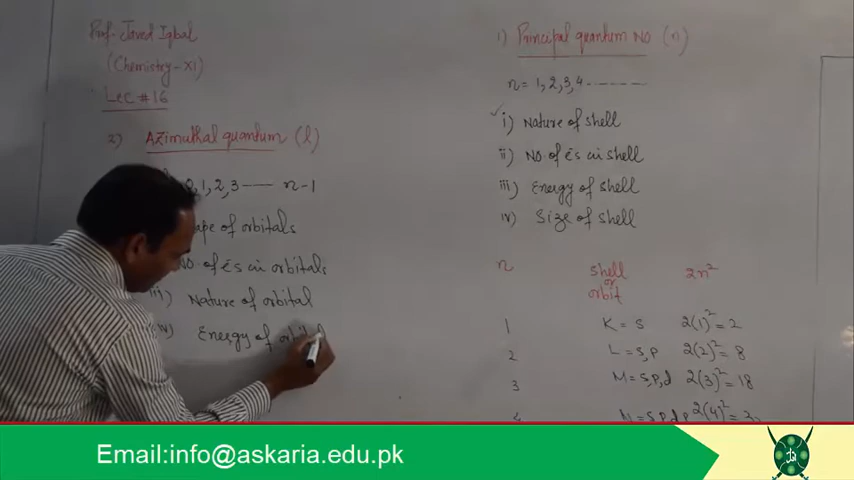 Prof. Javed Iqbal
(Chemistry-XI)
Lec # 16
2) Azimuthal quantum (l)
0, 1, 2, 3 ---- n-1
ape of orbitals
No of és in orbitals
iii) Nature of orbital
iv) Energy of orbital
1) Principal quantum No (n)
n = 1, 2, 3, 4 ---------
i) Nature of shell
ii) No of és in shell
iii) Energy of shell
iv) Size of shell
n shell or orbit 2n²
1 K = s 2(1)² = 2
2 L = s,p 2(2)² = 8
3 M = s,p,d 2(3)² = 18
4 N = s,p,d 2(4)² = 
Email:info@askaria.edu.pk